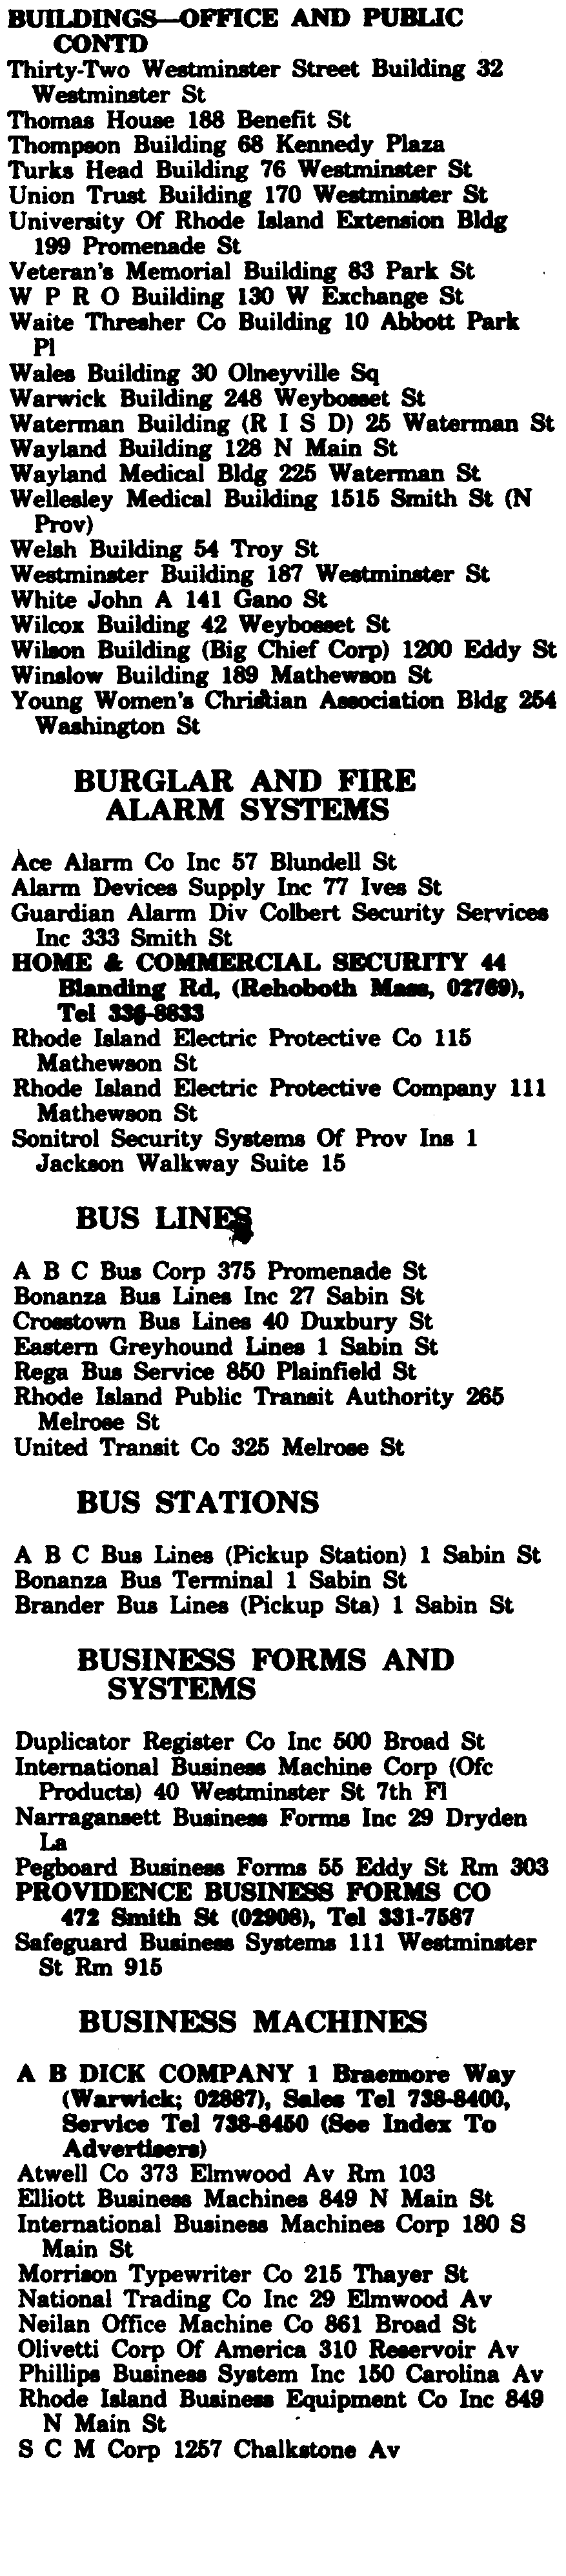 BUILDINGS—OFFICE AND PUBLIC
CONTD
Thirty-Two Westminster Street Building 32
Westminster St
Thomas House 188 Benefit St
Thompson Building 68 Kennedy Plaza
Turks Head Building 76 Westminster St
Union Trust Building 170 Westminster St
University Of Rhode Island Extension Bldg
199 Promenade St
Veteran's Memorial Building 83 Park St
W P R O Building 130 W Exchange St
Waite Thresher Co Building 10 Abbott Park
Pl
Wales Building 30 Olneyville Sq
Warwick Building 248 Weybosset St
Waterman Building (R I S D) 25 Waterman St
Wayland Building 128 N Main St
Wayland Medical Bldg 225 Waterman St
Wellesley Medical Building 1515 Smith St (N
Prov)
Welsh Building 54 Troy St
Westminster Building 187 Westminster St
White John A 141 Gano St
Wilcox Building 42 Weybosset St
Wilson Building (Big Chief Corp) 1200 Eddy St
Winslow Building 189 Mathewson St
Young Women's Christian Association Bldg 254
Washington St
BURGLAR AND FIRE
ALARM SYSTEMS
Ace Alarm Co Inc 57 Blundell St
Alarm Devices Supply Inc 77 Ives St
Guardian Alarm Div Colbert Security Services
Inc 333 Smith St
HOME & COMMERCIAL SECURITY 44
Blanding Rd, (Rehoboth Mass, 02769),
Tel 336-8833
Rhode Island Electric Protective Co 115
Mathewson St
Rhode Island Electric Protective Company 111
Mathewson St
Sonitrol Security Systems Of Prov Ins 1
Jackson Walkway Suite 15
BUS LINES
A B C Bus Corp 375 Promenade St
Bonanza Bus Lines Inc 27 Sabin St
Crosstown Bus Lines 40 Duxbury St
Eastern Greyhound Lines 1 Sabin St
Rega Bus Service 850 Plainfield St
Rhode Island Public Transit Authority 265
Melrose St
United Transit Co 325 Melrose St
BUS STATIONS
A B C Bus Lines (Pickup Station) 1 Sabin St
Bonanza Bus Terminal 1 Sabin St
Brander Bus Lines (Pickup Sta) 1 Sabin St
BUSINESS FORMS AND
SYSTEMS
Duplicator Register Co Inc 500 Broad St
International Business Machine Corp (Ofc
Products) 40 Westminster St 7th Fl
Narragansett Business Forms Inc 29 Dryden
La
Pegboard Business Forms 55 Eddy St Rm 303
PROVIDENCE BUSINESS FORMS CO
472 Smith St (02908), Tel 331-7587
Safeguard Business Systems 111 Westminster
St Rm 915
BUSINESS MACHINES
A B DICK COMPANY 1 Braemore Way
(Warwick; 02887), Sales Tel 738-8400,
Service Tel 738-8450 (See Index To
Advertisers)
Atwell Co 373 Elmwood Av Rm 103
Elliott Business Machines 849 N Main St
International Business Machines Corp 180 S
Main St
Morrison Typewriter Co 215 Thayer St
National Trading Co Inc 29 Elmwood Av
Neilan Office Machine Co 861 Broad St
Olivetti Corp Of America 310 Reservoir Av
Phillips Business System Inc 150 Carolina Av
Rhode Island Business Equipment Co Inc 849
N Main St
S C M Corp 1257 Chalkstone Av